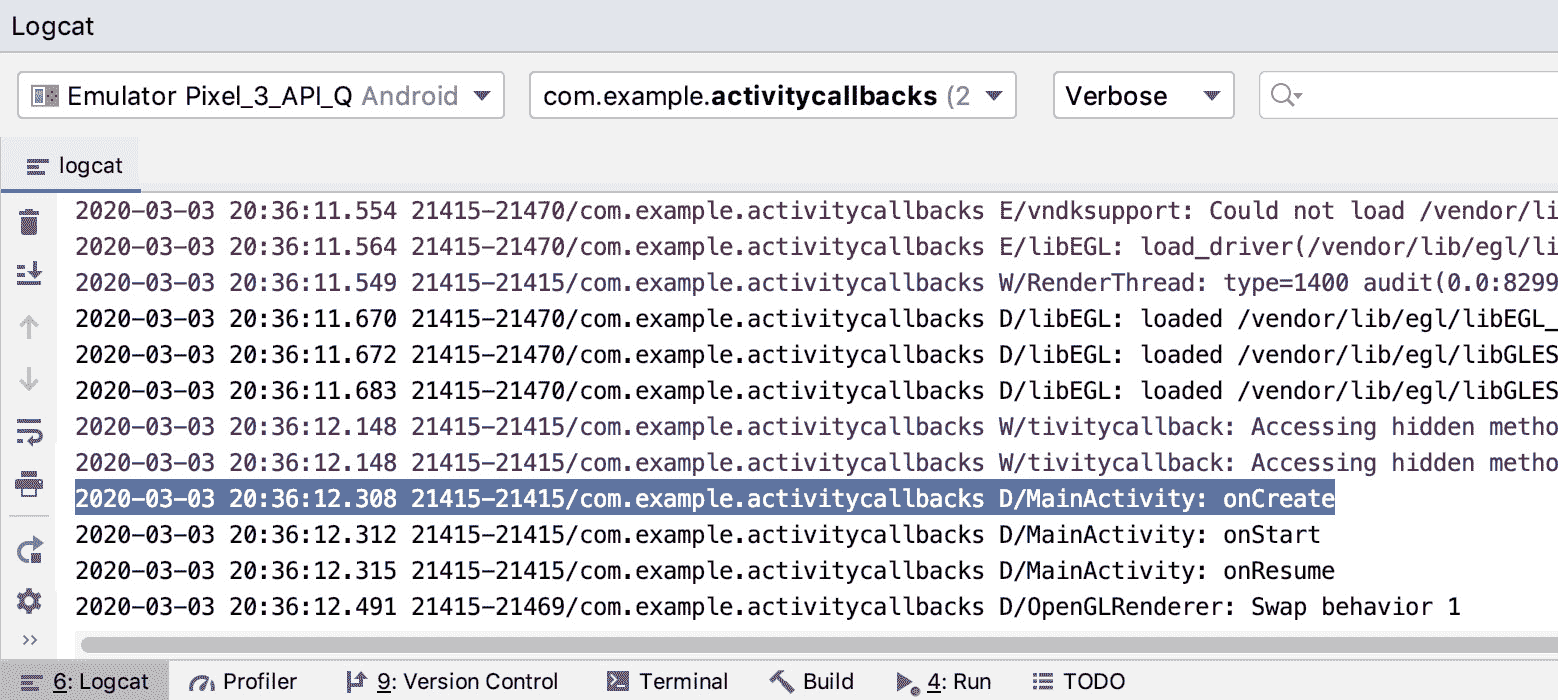 Logcat
Emulator Pixel_3_API_Q Android com.example.activitycallbacks (2 Verbose
logcat
2020-03-03 20:36:11.554 21415-21470/com.example.activitycallbacks E/vndksupport: Could not load /vendor/li
2020-03-03 20:36:11.564 21415-21470/com.example.activitycallbacks E/libEGL: load_driver(/vendor/lib/egl/li
2020-03-03 20:36:11.549 21415-21415/com.example.activitycallbacks W/RenderThread: type=1400 audit(0.0:8299
2020-03-03 20:36:11.670 21415-21470/com.example.activitycallbacks D/libEGL: loaded /vendor/lib/egl/libEGL_
2020-03-03 20:36:11.672 21415-21470/com.example.activitycallbacks D/libEGL: loaded /vendor/lib/egl/libGLES
2020-03-03 20:36:11.683 21415-21470/com.example.activitycallbacks D/libEGL: loaded /vendor/lib/egl/libGLES
2020-03-03 20:36:12.148 21415-21415/com.example.activitycallbacks W/tivitycallback: Accessing hidden metho
2020-03-03 20:36:12.148 21415-21415/com.example.activitycallbacks W/tivitycallback: Accessing hidden metho
2020-03-03 20:36:12.308 21415-21415/com.example.activitycallbacks D/MainActivity: onCreate
2020-03-03 20:36:12.312 21415-21415/com.example.activitycallbacks D/MainActivity: onStart
2020-03-03 20:36:12.315 21415-21415/com.example.activitycallbacks D/MainActivity: onResume
2020-03-03 20:36:12.491 21415-21469/com.example.activitycallbacks D/OpenGLRenderer: Swap behavior 1
6: Logcat Profiler 9: Version Control Terminal Build 4: Run TODO